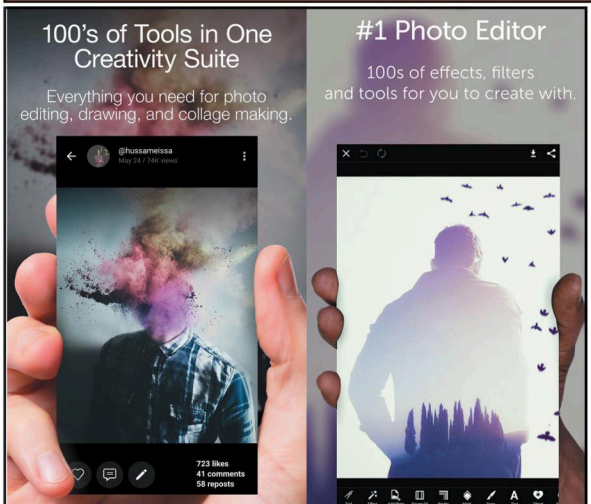 100's of Tools in One
Creativity Suite
Everything you need for photo
editing, drawing, and collage making.
@hussameissa
May 24 / 74K views
723 likes
41 comments
58 reposts
#1 Photo Editor
100s of effects, filters
and tools for you to create with.